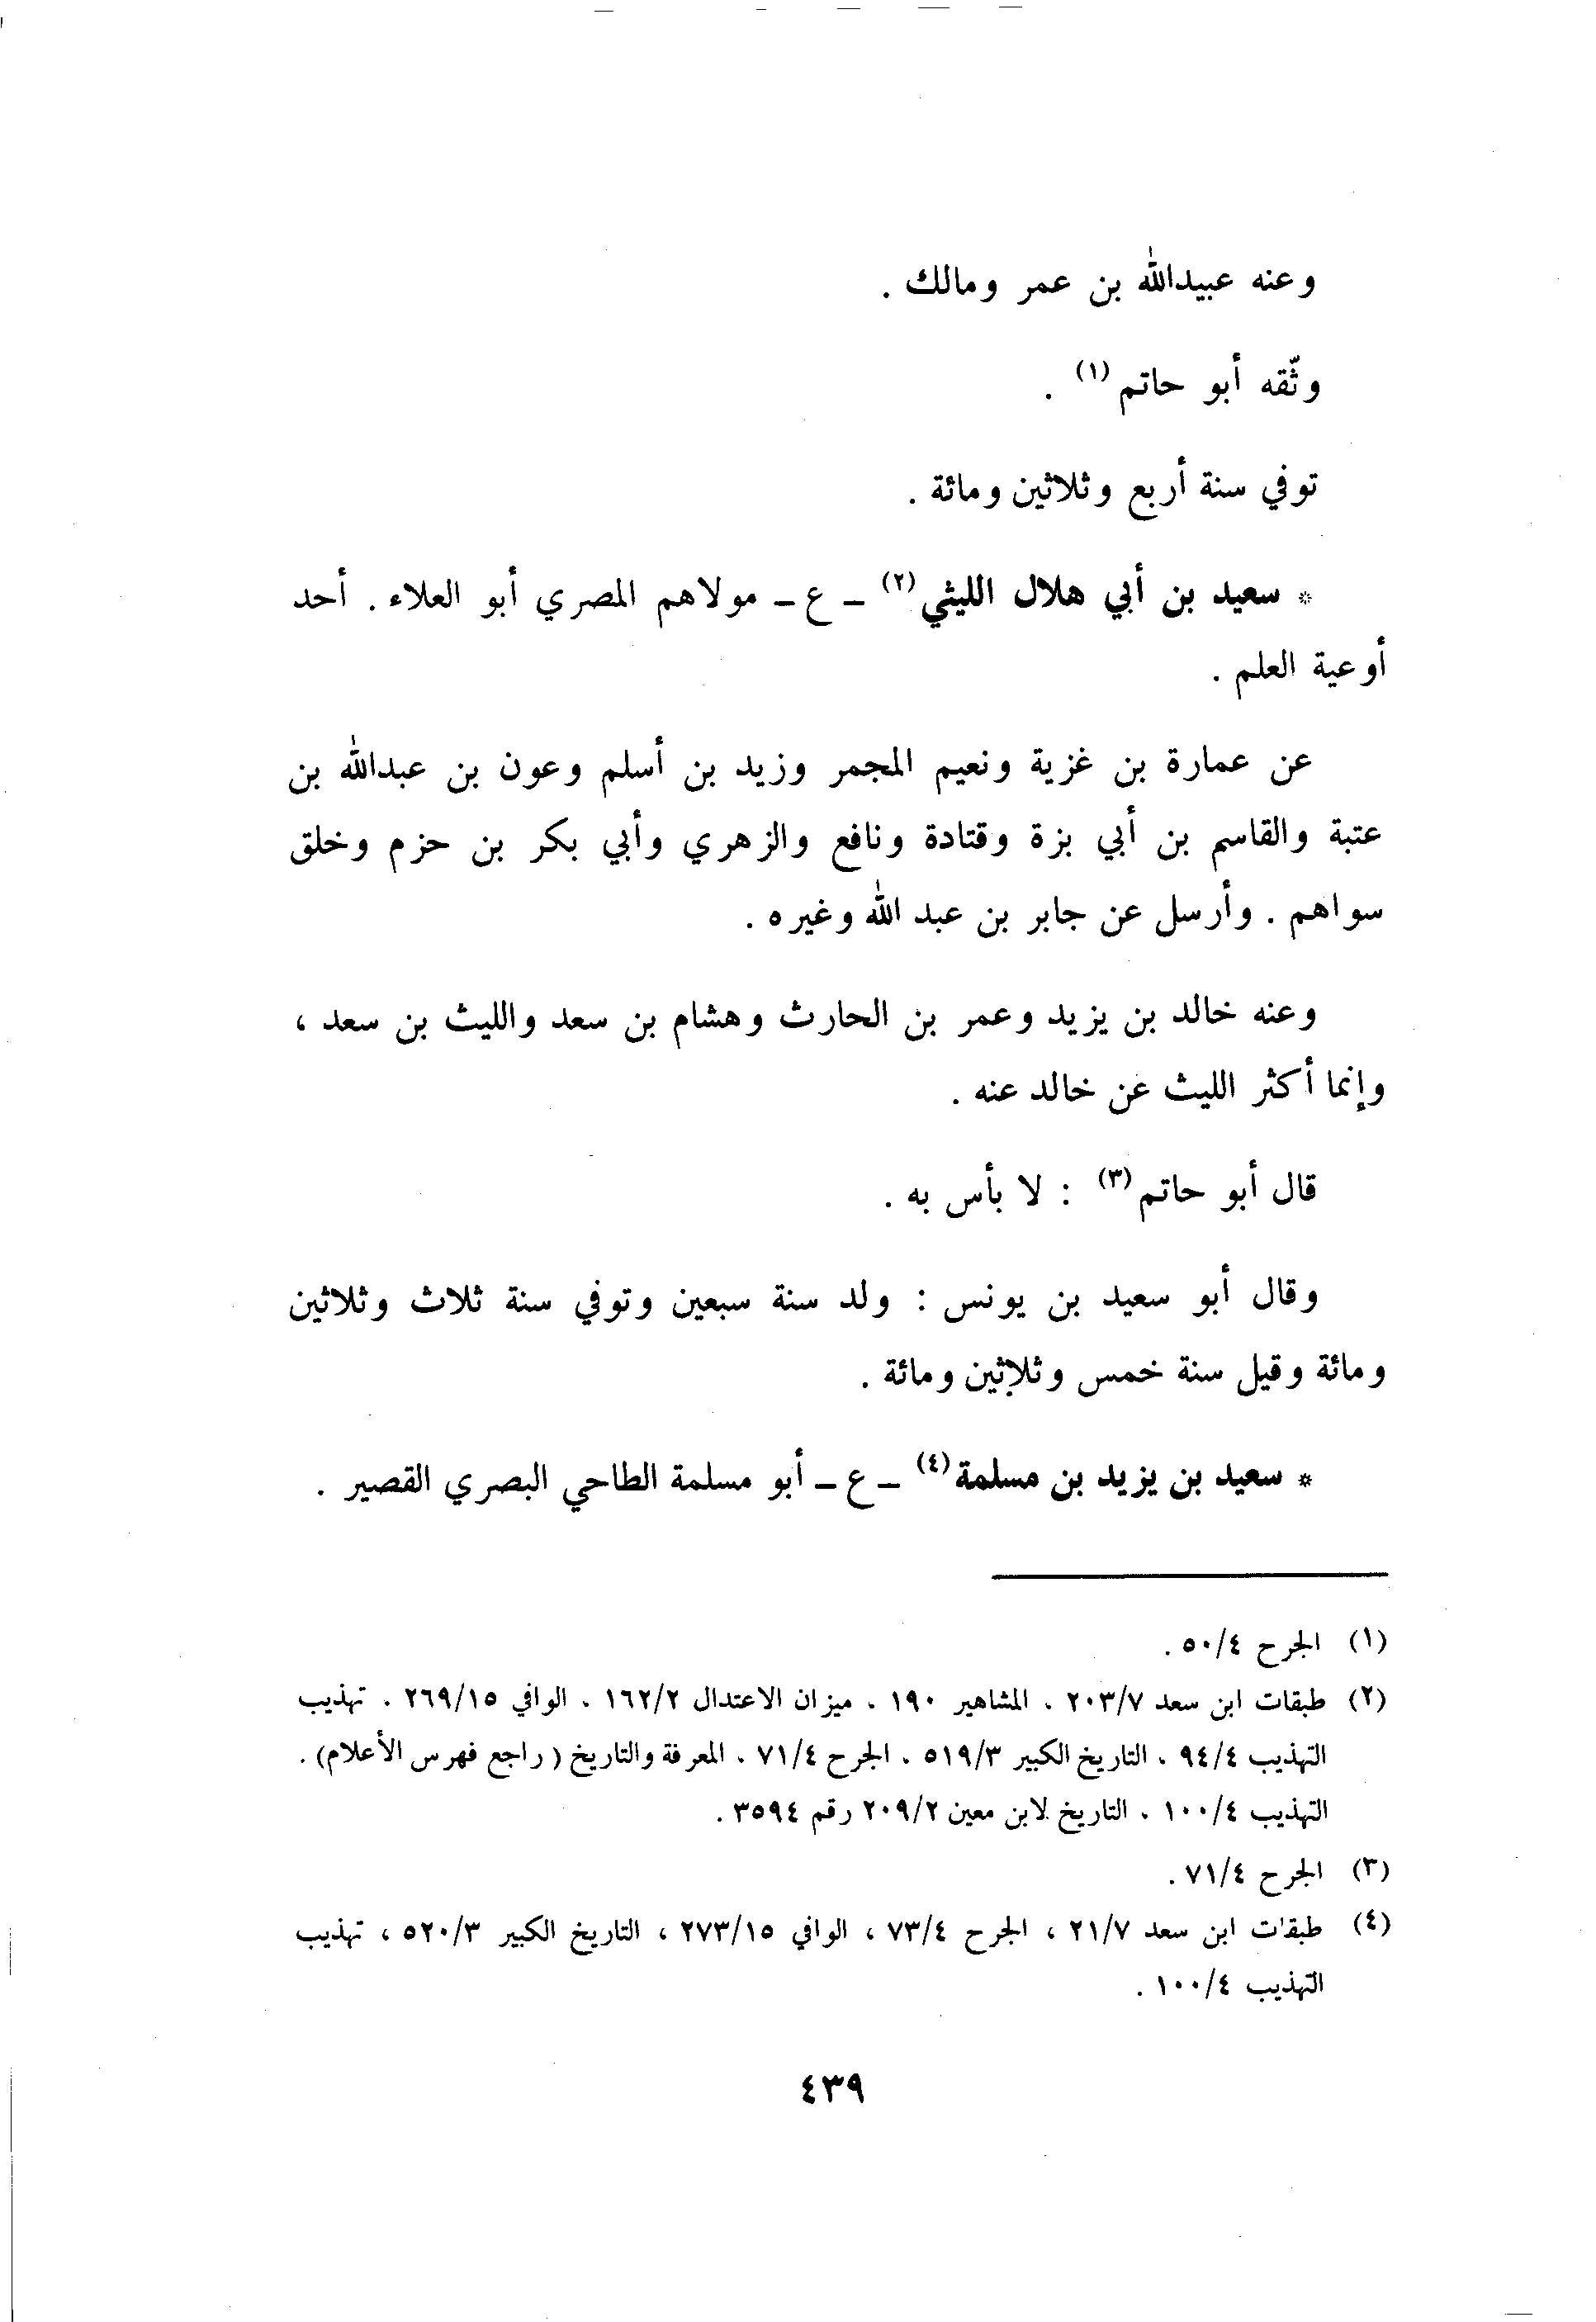 وعنه عبيدالله بن عمر ومالك .
وثّقه أبو حاتم (١) .
توفي سنة أربع وثلاثين ومائة .
* سعيد بن أبي هلال الليثي (٢) ـ ع ـ مولاهم المصري أبو العلاء . أحد
أوعية العلم .
عن عمارة بن غزية ونعيم المجمر وزيد بن أسلم وعون بن عبدالله بن
عتبة والقاسم بن أبي بزة وقتادة ونافع والزهري وأبي بكر بن حزم وخلق
سواهم . وأرسل عن جابر بن عبد الله وغيره .
وعنه خالد بن يزيد وعمر بن الحارث وهشام بن سعد والليث بن سعد ،
وإنما أكثر الليث عن خالد عنه .
قال أبو حاتم (٣) : لا بأس به .
وقال أبو سعيد بن يونس : ولد سنة سبعين وتوفي سنة ثلاث وثلاثين
ومائة وقيل سنة خمس وثلاثين ومائة .
* سعيد بن يزيد بن مسلمة (٤) ـ ع ـ أبو مسلمة الطاحي البصري القصير .
(١) الجرح ٥٠/٤ .
(٢) طبقات ابن سعد ٢٠٣/٧ . المشاهير ١٩٠ . ميزان الاعتدال ١٦٢/٢ . الوافي ٢٦٩/١٥ . تهذيب
التهذيب ٩٤/٤ . التاريخ الكبير ٥١٩/٣ . الجرح ٧١/٤ . المعرفة والتاريخ (راجع فهرس الأعلام) .
التهذيب ١٠٠/٤ . التاريخ لابن معين ٢٠٩/٢ رقم ٣٥٩٤ .
(٣) الجرح ٧١/٤ .
(٤) طبقات ابن سعد ٢١/٧ ، الجرح ٧٣/٤ ، الوافي ٢٧٣/١٥ ، التاريخ الكبير ٥٢٠/٣ ، تهذيب
التهذيب ١٠٠/٤ .
٤٣٩